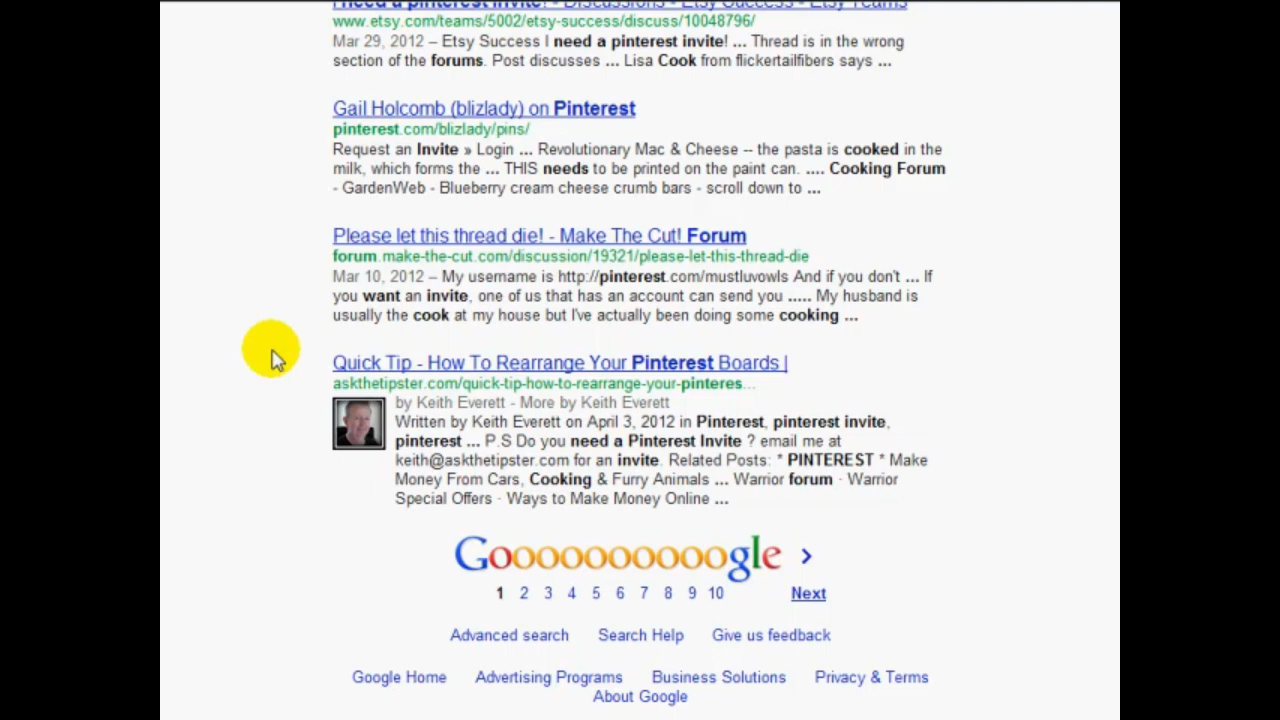 I need a pinterest invite! - Discussions - Etsy Success - Etsy Teams
www.etsy.com/teams/5002/etsy-success/discuss/10048796/
Mar 29, 2012 – Etsy Success I need a pinterest invite! ... Thread is in the wrong
section of the forums. Post discusses ... Lisa Cook from flickertailfibers says ...
Gail Holcomb (blizlady) on Pinterest
pinterest.com/blizlady/pins/
Request an Invite » Login ... Revolutionary Mac & Cheese -- the pasta is cooked in the
milk, which forms the ... THIS needs to be printed on the paint can. .... Cooking Forum
- GardenWeb - Blueberry cream cheese crumb bars - scroll down to ...
Please let this thread die! - Make The Cut! Forum
forum.make-the-cut.com/discussion/19321/please-let-this-thread-die
Mar 10, 2012 – My username is http://pinterest.com/mustluvowls And if you don't ... If
you want an invite, one of us that has an account can send you ..... My husband is
usually the cook at my house but I've actually been doing some cooking ...
Quick Tip - How To Rearrange Your Pinterest Boards |
askthetipster.com/quick-tip-how-to-rearrange-your-pinteres...
by Keith Everett - More by Keith Everett
Written by Keith Everett on April 3, 2012 in Pinterest, pinterest invite,
pinterest ... P.S Do you need a Pinterest Invite ? email me at
keith@askthetipster.com for an invite. Related Posts: * PINTEREST * Make
Money From Cars, Cooking & Furry Animals ... Warrior forum · Warrior
Special Offers · Ways to Make Money Online ...
Goooooooooogle >
1 2 3 4 5 6 7 8 9 10 Next
Advanced search Search Help Give us feedback
Google Home Advertising Programs Business Solutions Privacy & Terms
About Google